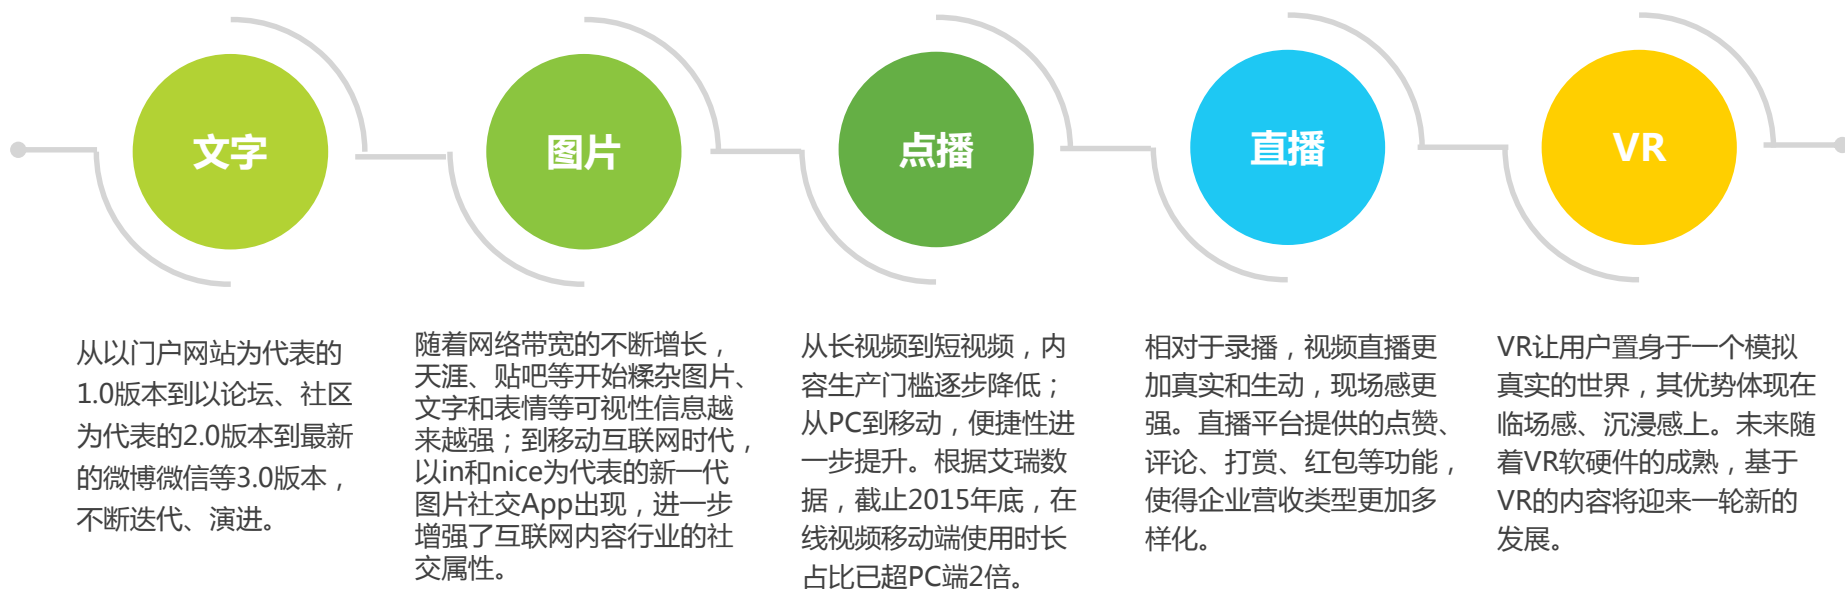 文字
图片
点播
直播
VR
从以门户网站为代表的
1.0版本到以论坛、社区
为代表的2.0版本到最新
的微博微信等3.0版本，
不断迭代、演进。
随着网络带宽的不断增长，
天涯、贴吧等开始糅杂图片、
文字和表情等可视性信息越
来越强；到移动互联网时代，
以in和nice为代表的新一代
图片社交App出现，进一步
增强了互联网内容行业的社
交属性。
从长视频到短视频，内
容生产门槛逐步降低；
从PC到移动，便捷性进
一步提升。根据艾瑞数
据，截止2015年底，在
线视频移动端使用时长
占比已超PC端2倍。
相对于录播，视频直播更
加真实和生动，现场感更
强。直播平台提供的点赞、
评论、打赏、红包等功能，
使得企业营收类型更加多
样化。
VR让用户置身于一个模拟
真实的世界，其优势体现在
临场感、沉浸感上。未来随
着VR软硬件的成熟，基于
VR的内容将迎来一轮新的
发展。